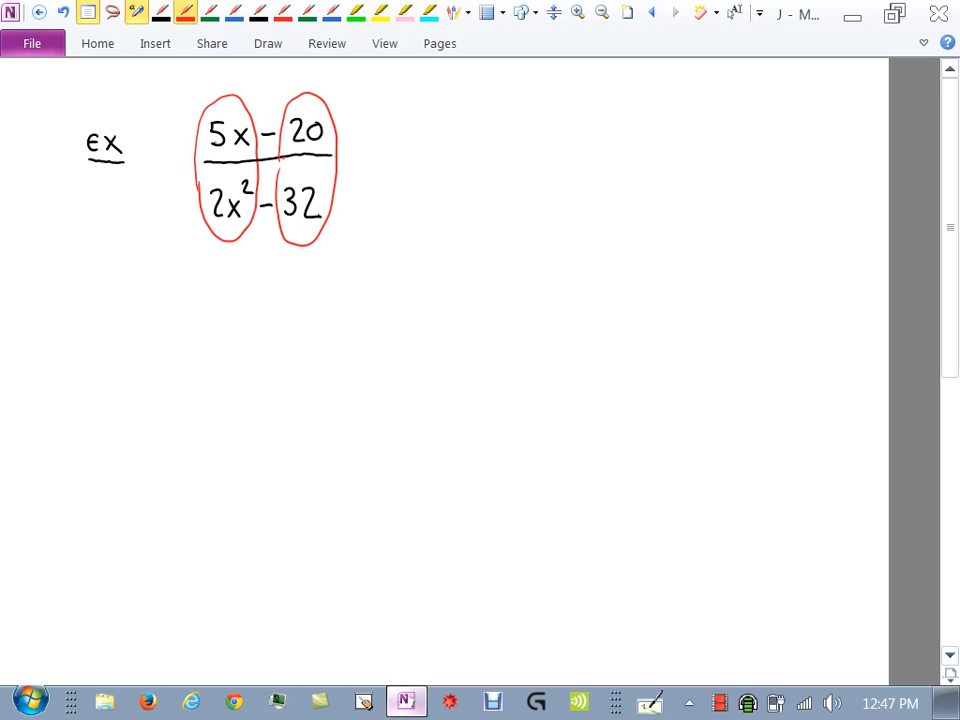 J - M...
File Home Insert Share Draw Review View Pages
ex
5x - 20
2x² - 32
12:47 PM